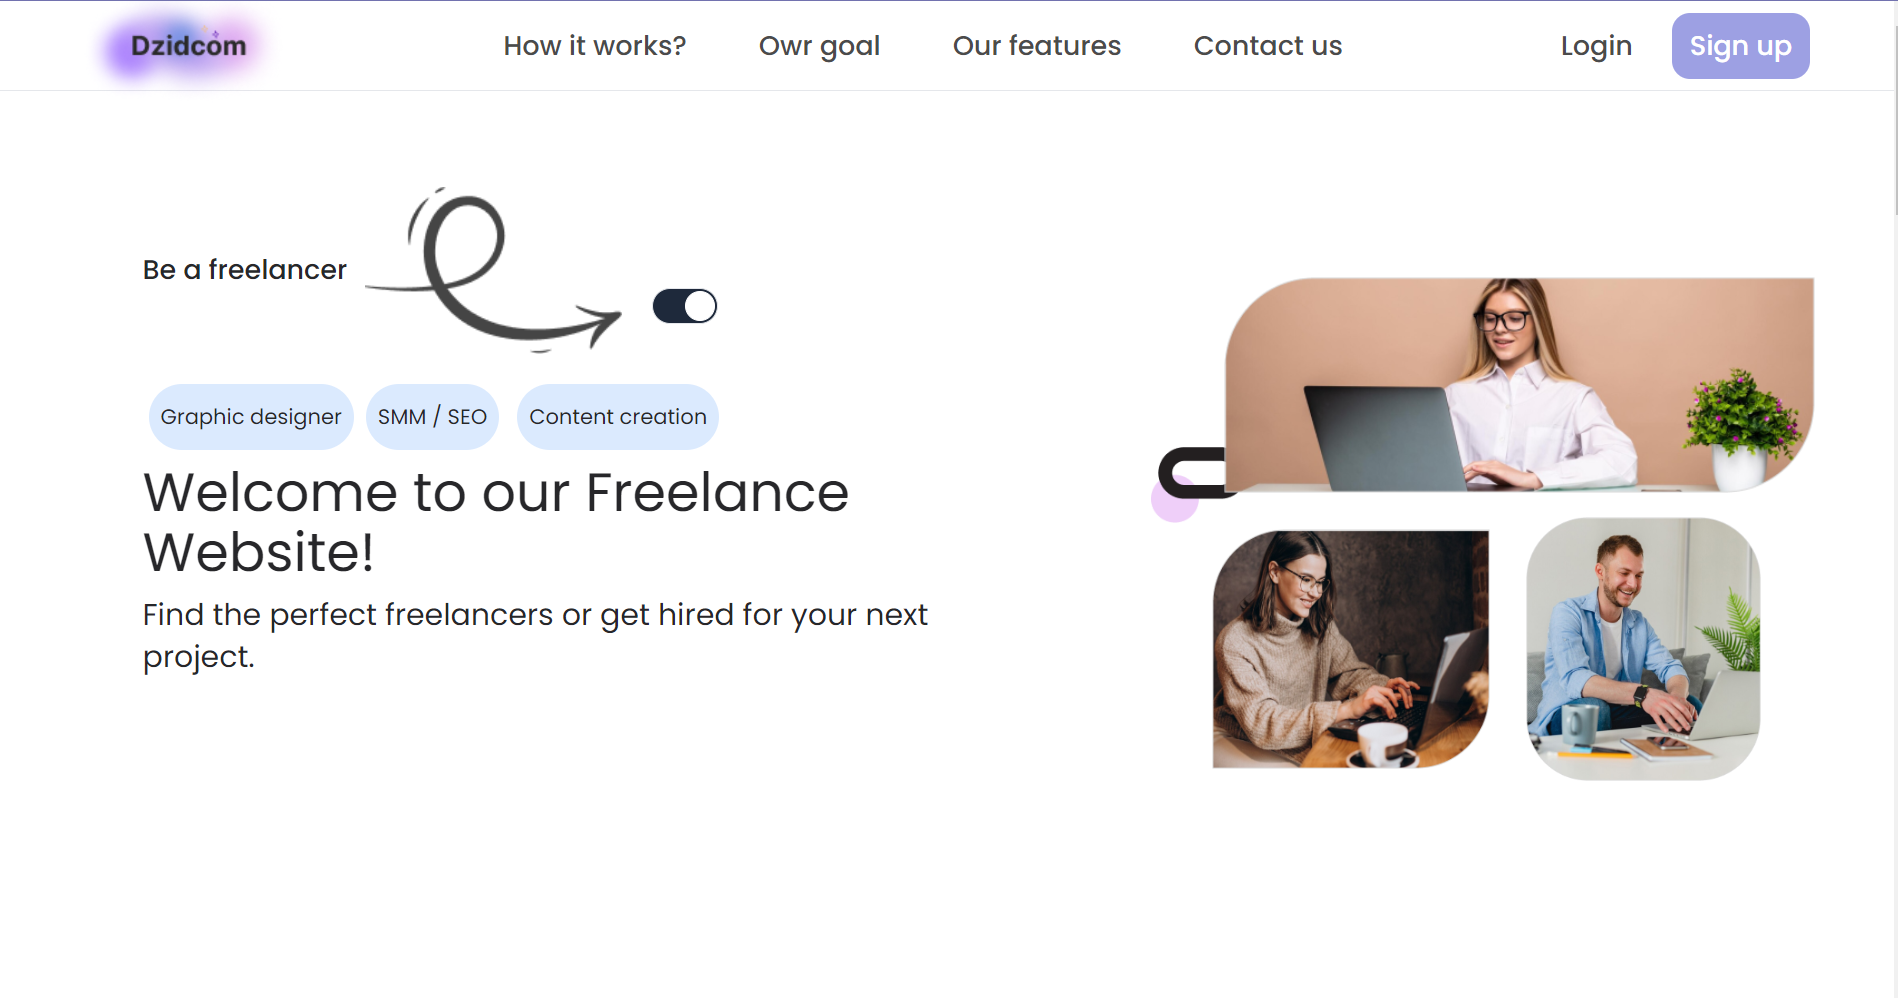 Dzidcom
How it works?
Owr goal
Our features
Contact us
Login
Sign up
Be a freelancer
Graphic designer
SMM / SEO
Content creation
Welcome to our Freelance
Website!
Find the perfect freelancers or get hired for your next
project.